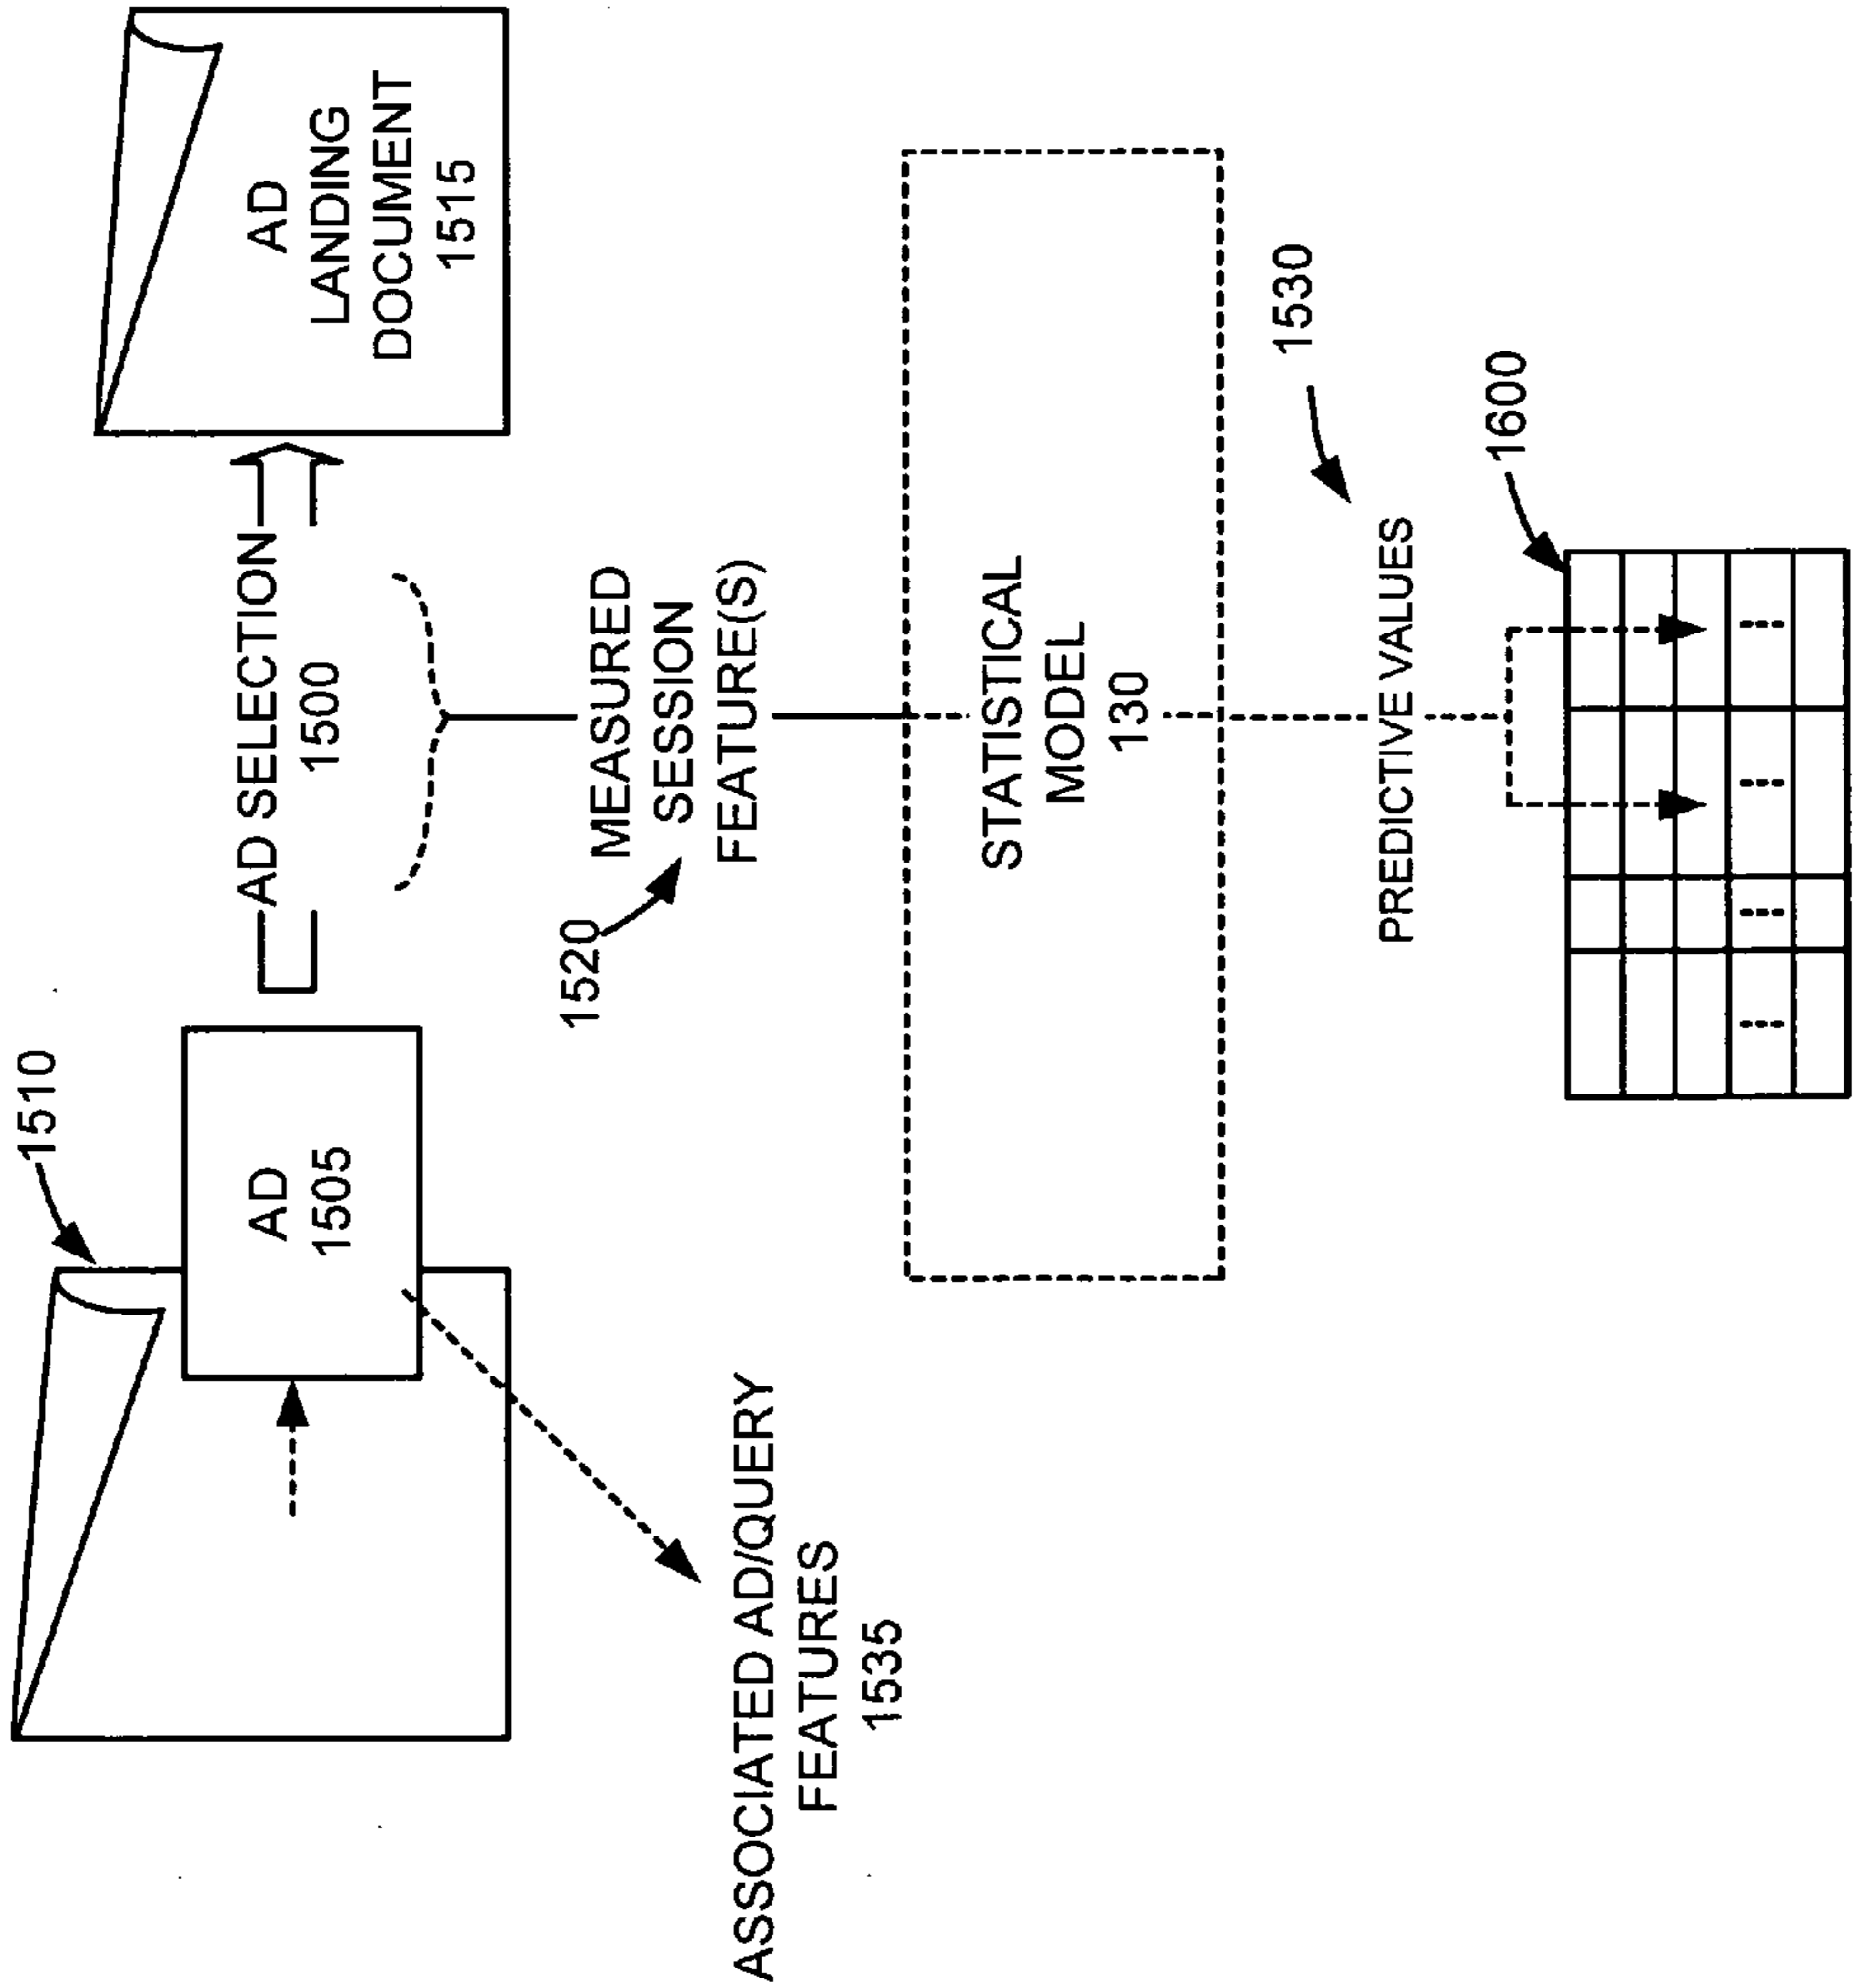 1510
AD
1505
AD SELECTION
1500
AD
LANDING
DOCUMENT
1515
1520
MEASURED
SESSION
FEATURE(S)
ASSOCIATED AD/QUERY
FEATURES
1535
STATISTICAL
MODEL
130
1530
PREDICTIVE VALUES
1600